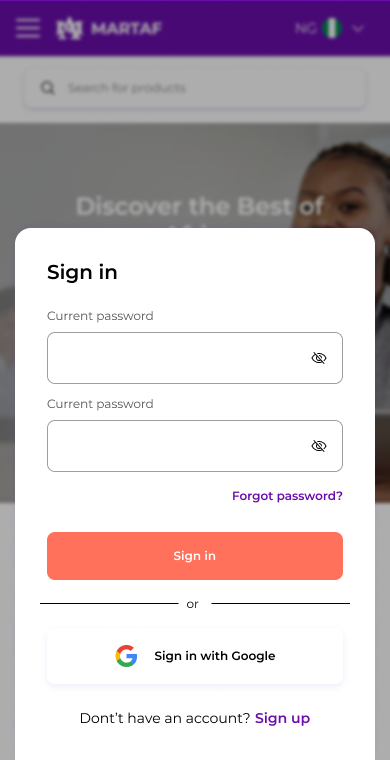 MARTAF
NG
Search for products
Discover the Best of
Sign in
Current password
Current password
Forgot password?
Sign in
or
Sign in with Google
Don't have an account? Sign up